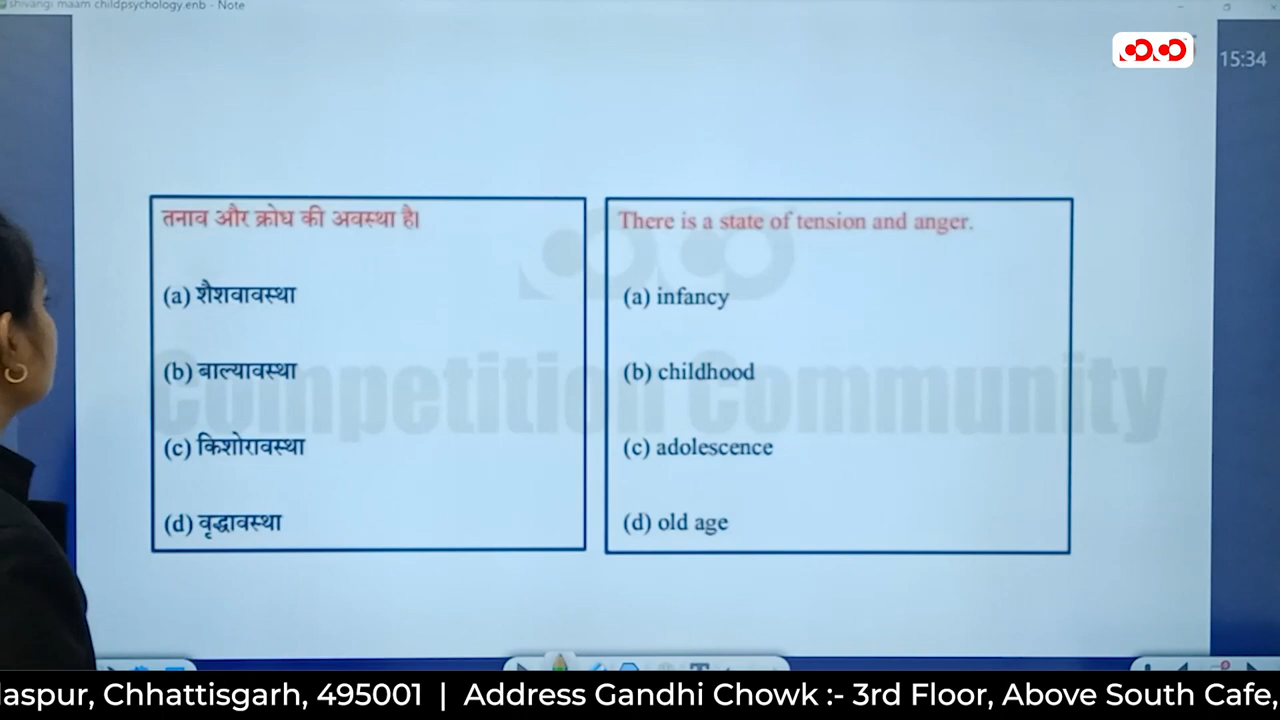 shivangi maam childpsychology.enb - Note
15:34
तनाव और क्रोध की अवस्था है।
(a) शैशवावस्था
(b) बाल्यावस्था
(c) किशोरावस्था
(d) वृद्धावस्था
There is a state of tension and anger.
(a) infancy
(b) childhood
(c) adolescence
(d) old age
Competition Community
laspur, Chhattisgarh, 495001 | Address Gandhi Chowk :- 3rd Floor, Above South Cafe,